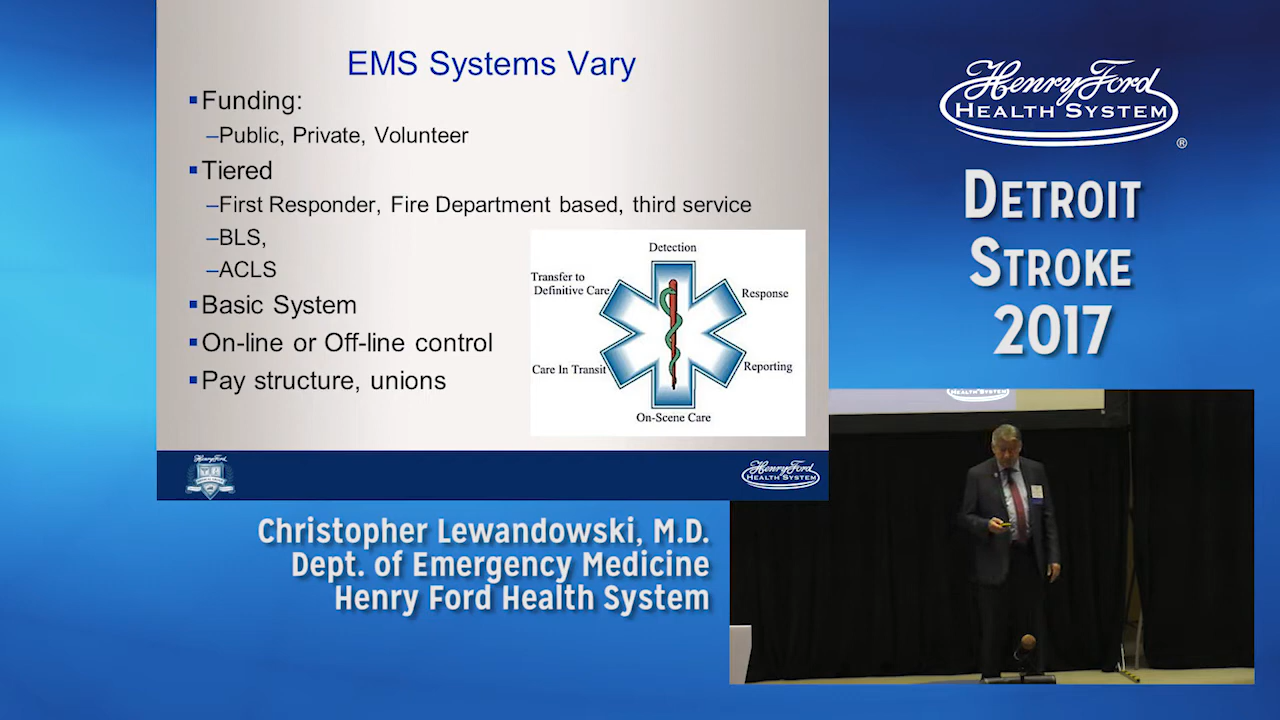 EMS Systems Vary
▪Funding:
–Public, Private, Volunteer
▪Tiered
–First Responder, Fire Department based, third service
–BLS,
–ACLS
▪Basic System
▪On-line or Off-line control
▪Pay structure, unions
Detection
Transfer to
Definitive Care
Response
Care In Transit
Reporting
On-Scene Care
Henry Ford
HEALTH SYSTEM
Henry Ford
HEALTH SYSTEM ®
DETROIT
STROKE
2017
HEALTH SYSTEM
Christopher Lewandowski, M.D.
Dept. of Emergency Medicine
Henry Ford Health System